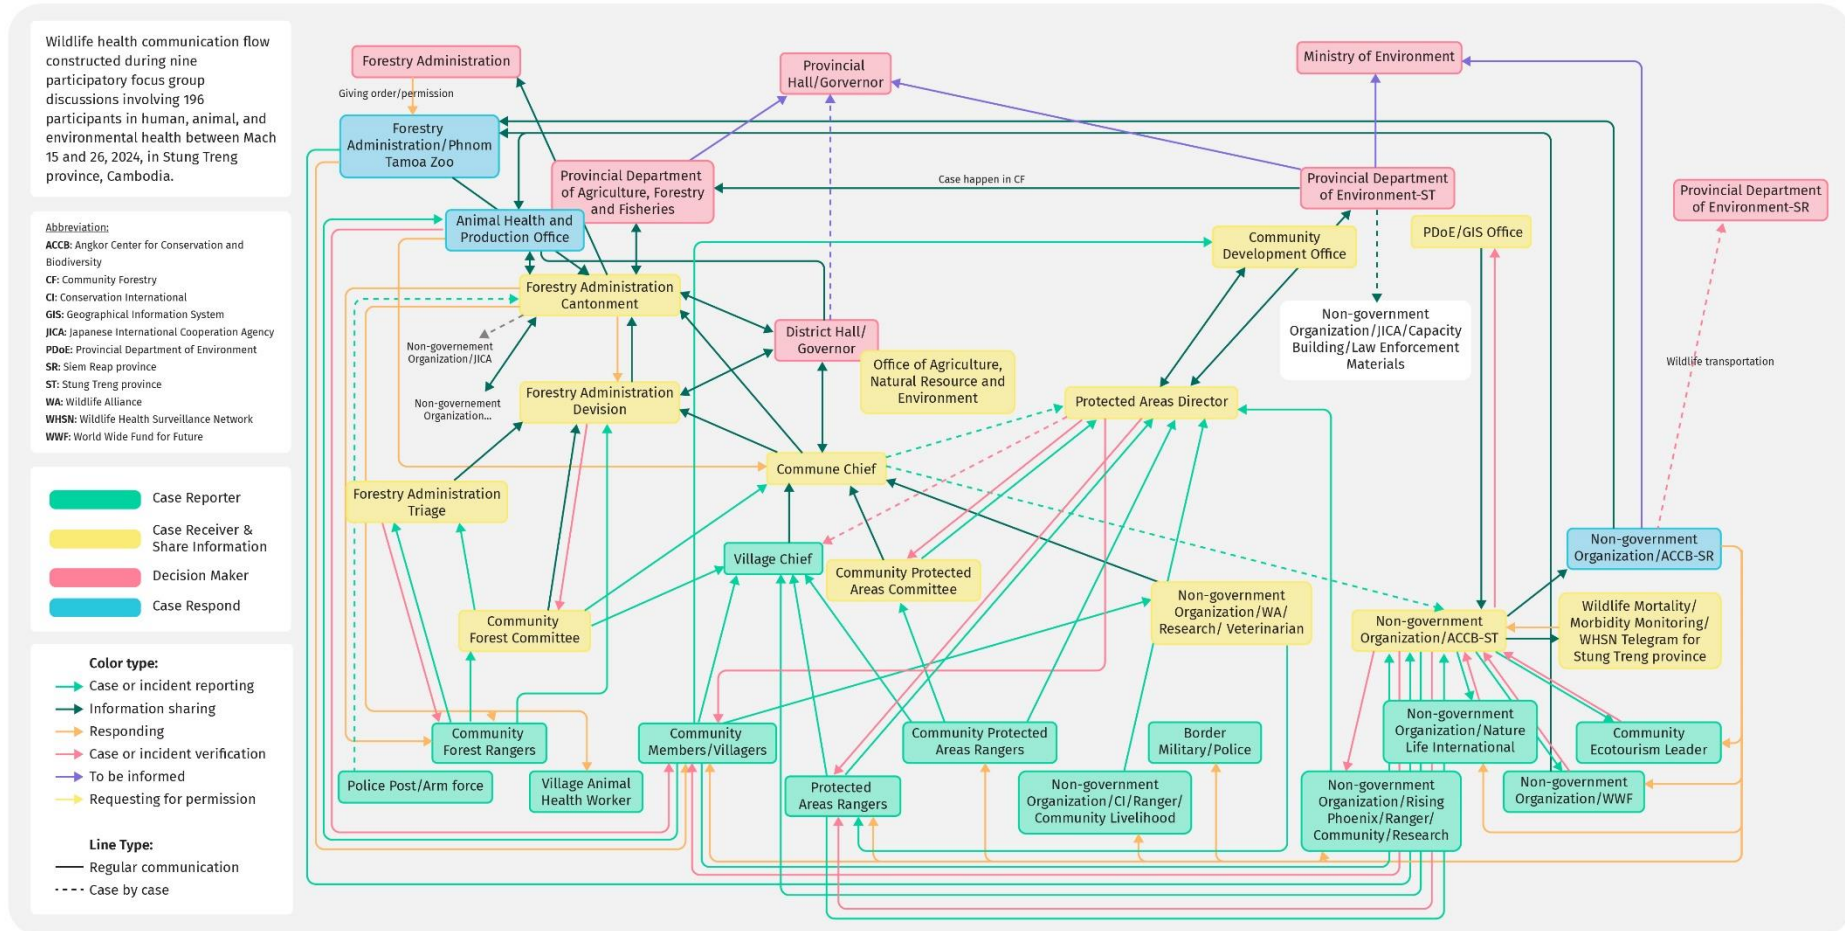 Wildlife health communication flow
constructed during nine
participatory focus group
discussions involving 196
participants in human, animal, and
environmental health between Mach
15 and 26, 2024, in Stung Treng
province, Cambodia.
Abbreviation:
ACCB: Angkor Center for Conservation and
Biodiversity
CF: Community Forestry
CI: Conservation International
GIS: Geographical Information System
JICA: Japanese International Cooperation Agency
PDoE: Provincial Department of Environment
SR: Siem Reap province
ST: Stung Treng province
WA: Wildlife Alliance
WHSN: Wildlife Health Surveillance Network
WWF: World Wide Fund for Future
Case Reporter
Case Receiver &
Share Information
Decision Maker
Case Respond
Color type:
Case or incident reporting
Information sharing
Responding
Case or incident verification
To be informed
Requesting for permission
Line Type:
Regular communication
Case by case
Forestry Administration
Giving order/permission
Forestry
Administration/Phnom
Tamoa Zoo
Provincial
Hall/Gorvernor
Ministry of Environment
Provincial Department
of Agriculture, Forestry
and Fisheries
Case happen in CF
Provincial Department
of Environment-ST
Provincial Department
of Environment-SR
Animal Health and
Production Office
Community
Development Office
PDoE/GIS Office
Forestry Administration
Cantonment
Non-governement
Organization/JICA
District Hall/
Governor
Non-government
Organization/JICA/Capacity
Building/Law Enforcement
Materials
Wildlife transportation
Office of Agriculture,
Natural Resource and
Environment
Forestry Administration
Devision
Non-governement
Organization...
Protected Areas Director
Commune Chief
Forestry Administration
Triage
Village Chief
Community Protected
Areas Committee
Non-government
Organization/ACCB-SR
Community
Forest Committee
Non-government
Organization/WA/
Research/ Veterinarian
Non-government
Organization/ACCB-ST
Wildlife Mortality/
Morbidity Monitoring/
WHSN Telegram for
Stung Treng province
Community
Forest Rangers
Community
Members/Villagers
Community Protected
Areas Rangers
Border
Military/Police
Non-government
Organization/Nature
Life International
Community
Ecotourism Leader
Police Post/Arm force
Village Animal
Health Worker
Protected
Areas Rangers
Non-government
Organization/CI/Ranger/
Community Livelihood
Non-government
Organization/Rising
Phoenix/Ranger/
Community/Research
Non-government
Organization/WWF